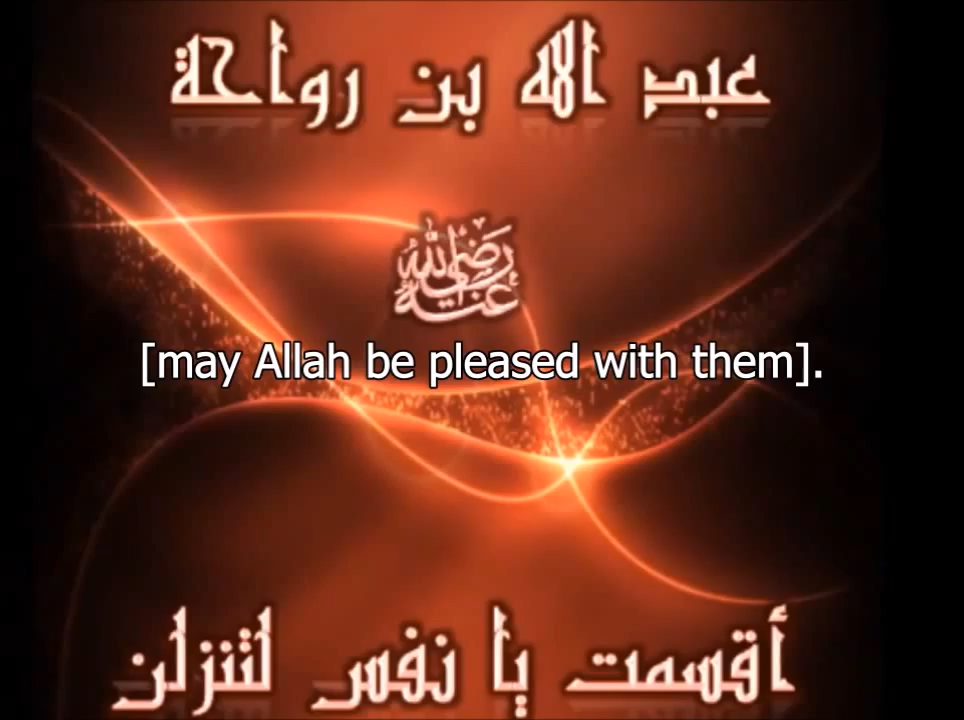 عبد الله بن رواحة
رضي الله عنه
[may Allah be pleased with them].
أقسمت يا نفس لتنزلن